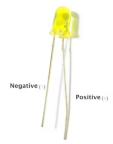 Negative (-)
Positive (+)